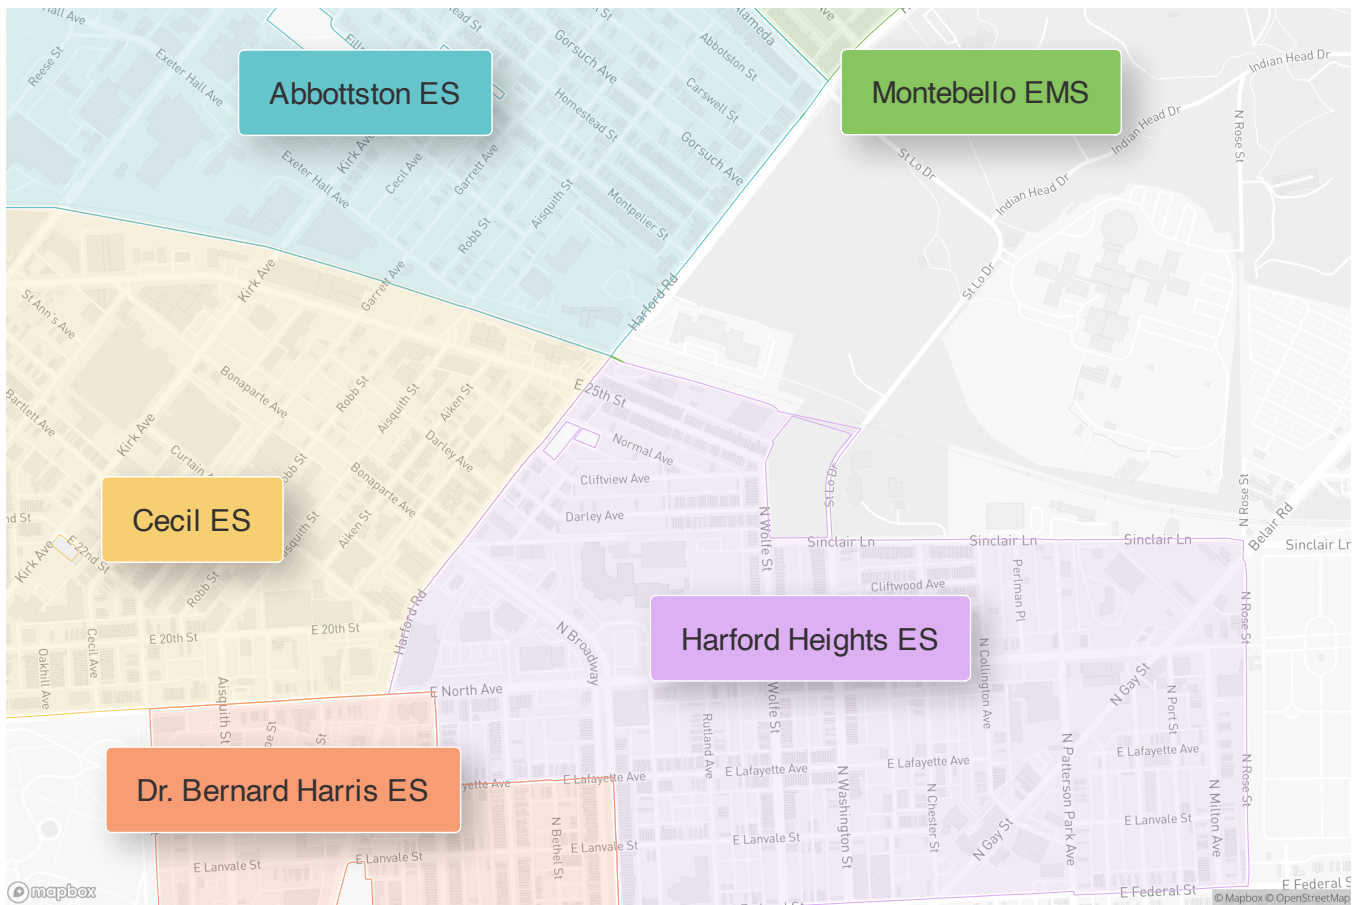 Hall Ave
Reese St
Exeter Hall Ave
Homestead St
Gorsuch Ave
Alameda
Abbotston St
Abbottston ES
Montebello EMS
Indian Head Dr
Carswell St
Homestead St
Kirk Ave
Cecil Ave
Garrett Ave
Gorsuch Ave
Exeter Hall Ave
Aisquith St
Montpelier St
Robb St
St Lo Dr
Indian Head Dr
N Rose St
Indian Head Dr
Kirk Ave
Garrett Ave
Harford Rd
St Lo Dr
St Ann's Ave
Bonaparte Ave
Robb St
Aisquith St
Aiken St
E 25th St
Bartlett Ave
Kirk Ave
Darley Ave
Normal Ave
Curtain
Bonaparte Ave
Cliftview Ave
St Lo Dr
N Rose St
Belair Rd
Cecil ES
Darley Ave
N Wolfe St
Sinclair Ln
Sinclair Ln
Sinclair Ln
Sinclair Ln
Kirk Ave
E 22nd St
Aiken St
Robb St
Perlman Pl
Cliftwood Ave
Harford Rd
N Rose St
E 20th St
E 20th St
Cecil Ave
Oakhill Ave
N Broadway
Harford Heights ES
N Collington Ave
Aisquith St
E North Ave
Wolfe St
N Gay St
N Port St
Rutland Ave
N Patterson Park Ave
Dr. Bernard Harris ES
E Lafayette Ave
E Lafayette Ave
E Lafayette Ave
E Lafayette Ave
N Rose St
N Washington St
N Chester St
N Milton Ave
N Bethel St
E Lanvale St
E Lanvale St
E Lanvale St
E Lanvale St
E Lanvale St
N Gay St
E Federal St
E Federal St
mapbox
© Mapbox © OpenStreetMap